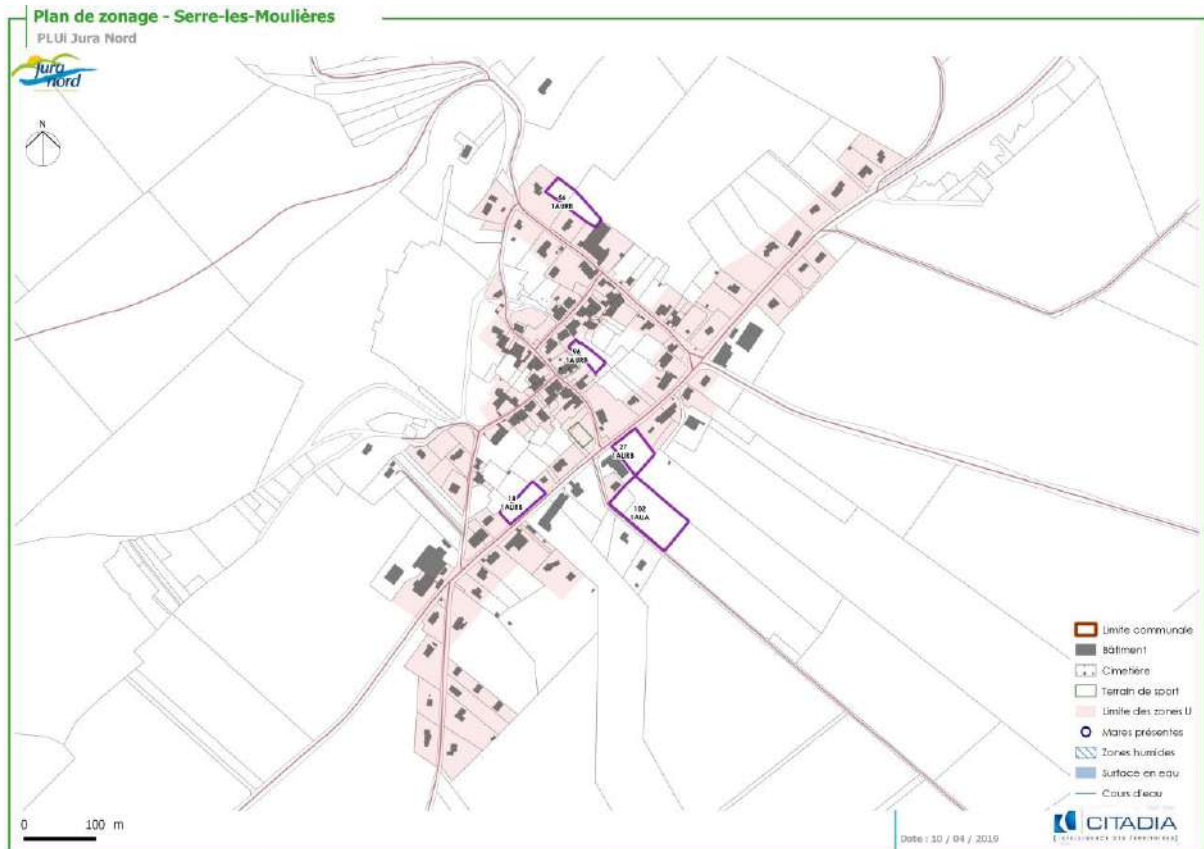 Plan de zonage - Serre-les-Moulières
PLUi Jura Nord
jura
nord
N
1AURB
96
1AURB
27
1AURB
18
1AURB
102
1AUA
Limite communale
Bâtiment
Cimetière
Terrain de sport
Limite des zones U
Mares présentes
Zones humides
Surface en eau
Cours d'eau
0 100 m
Date : 10 / 04 / 2019
CITADIA